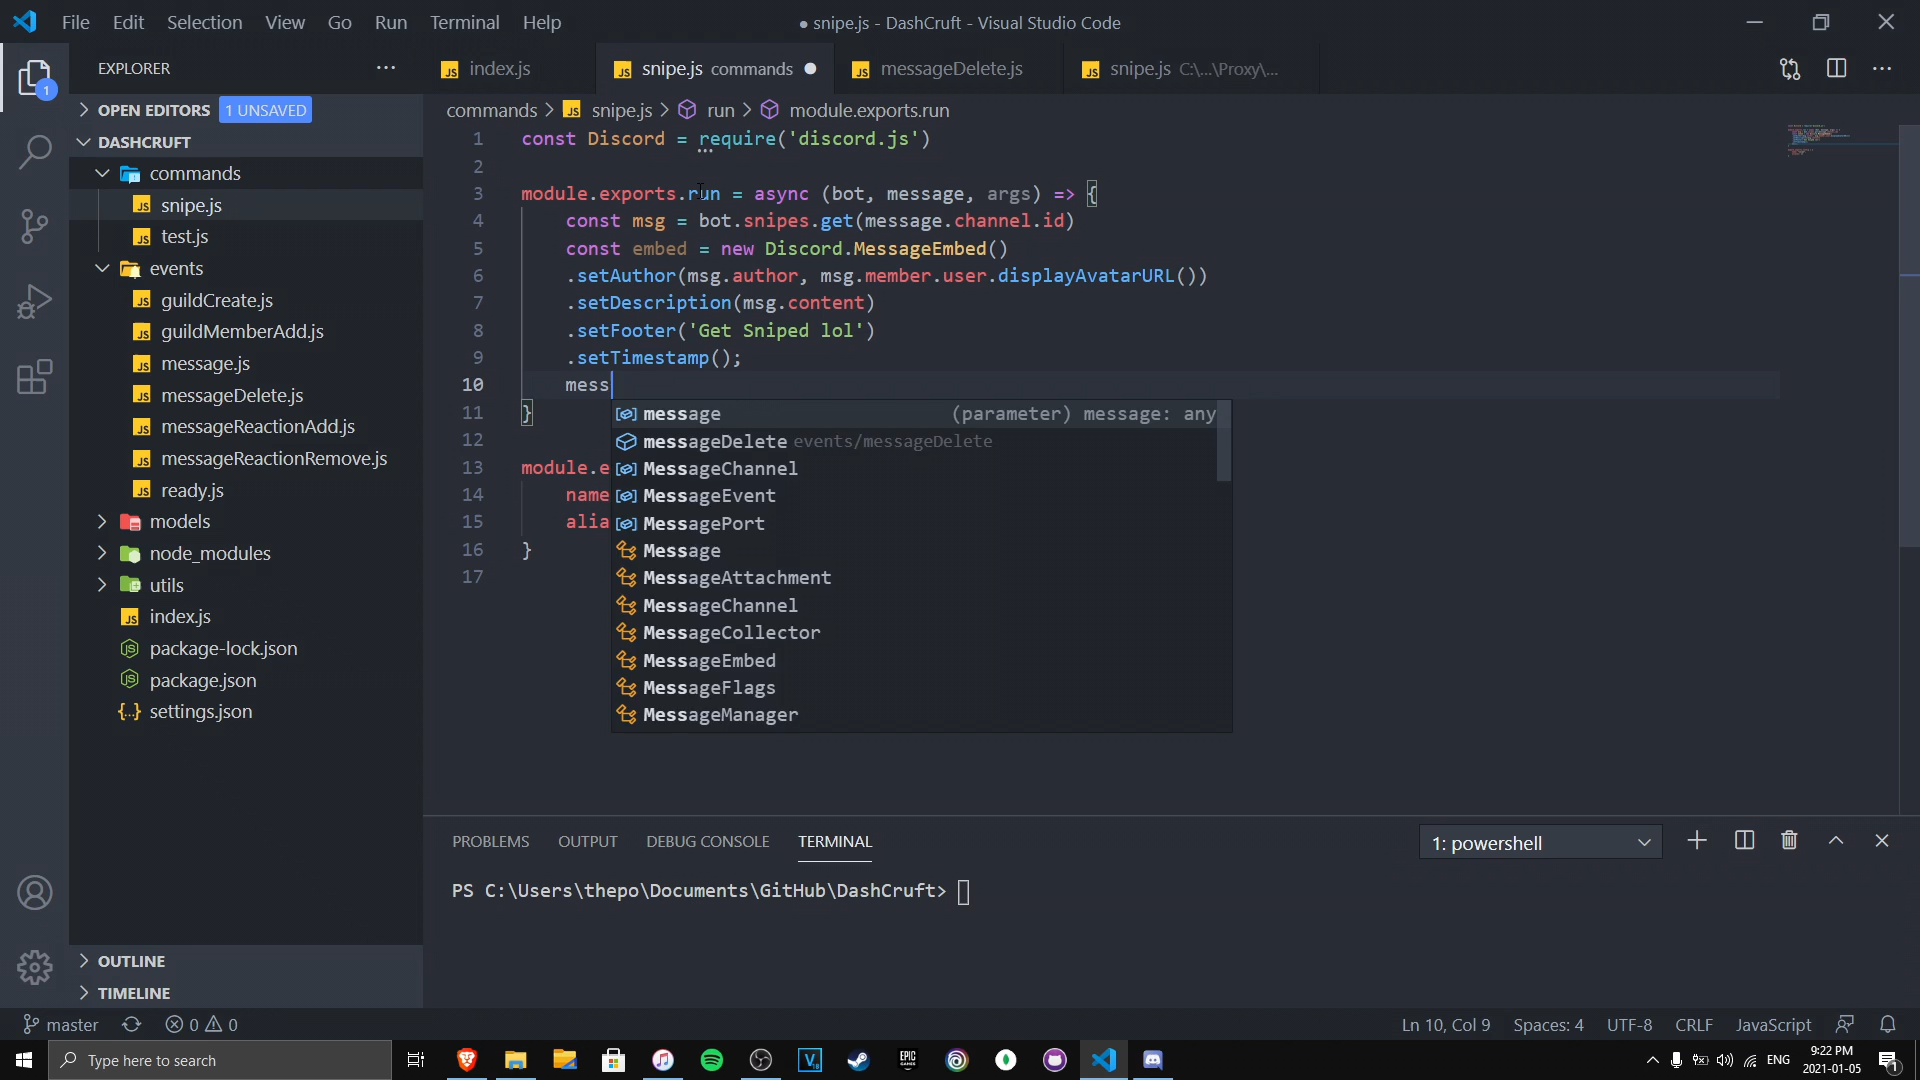 File Edit Selection View Go Run Terminal Help
● snipe.js - DashCruft - Visual Studio Code
EXPLORER
index.js
snipe.js commands
messageDelete.js
snipe.js C:\...\Proxy\...
OPEN EDITORS 1 UNSAVED
DASHCRUFT
commands
snipe.js
test.js
events
guildCreate.js
guildMemberAdd.js
message.js
messageDelete.js
messageReactionAdd.js
messageReactionRemove.js
ready.js
models
node_modules
utils
index.js
package-lock.json
package.json
settings.json
OUTLINE
TIMELINE
commands > snipe.js > run > module.exports.run
1 const Discord = require('discord.js')
2
3 module.exports.run = async (bot, message, args) => {
4 const msg = bot.snipes.get(message.channel.id)
5 const embed = new Discord.MessageEmbed()
6 .setAuthor(msg.author, msg.member.user.displayAvatarURL())
7 .setDescription(msg.content)
8 .setFooter('Get Sniped lol')
9 .setTimestamp();
10 mess
11 }
12
13 module.e
14 name
15 alia
16 }
17
message (parameter) message: any
messageDelete events/messageDelete
MessageChannel
MessageEvent
MessagePort
Message
MessageAttachment
MessageChannel
MessageCollector
MessageEmbed
MessageFlags
MessageManager
PROBLEMS OUTPUT DEBUG CONSOLE TERMINAL
1: powershell
PS C:\Users\thepo\Documents\GitHub\DashCruft>
master 0 0
Ln 10, Col 9 Spaces: 4 UTF-8 CRLF JavaScript
Type here to search
ENG
9:22 PM
2021-01-05